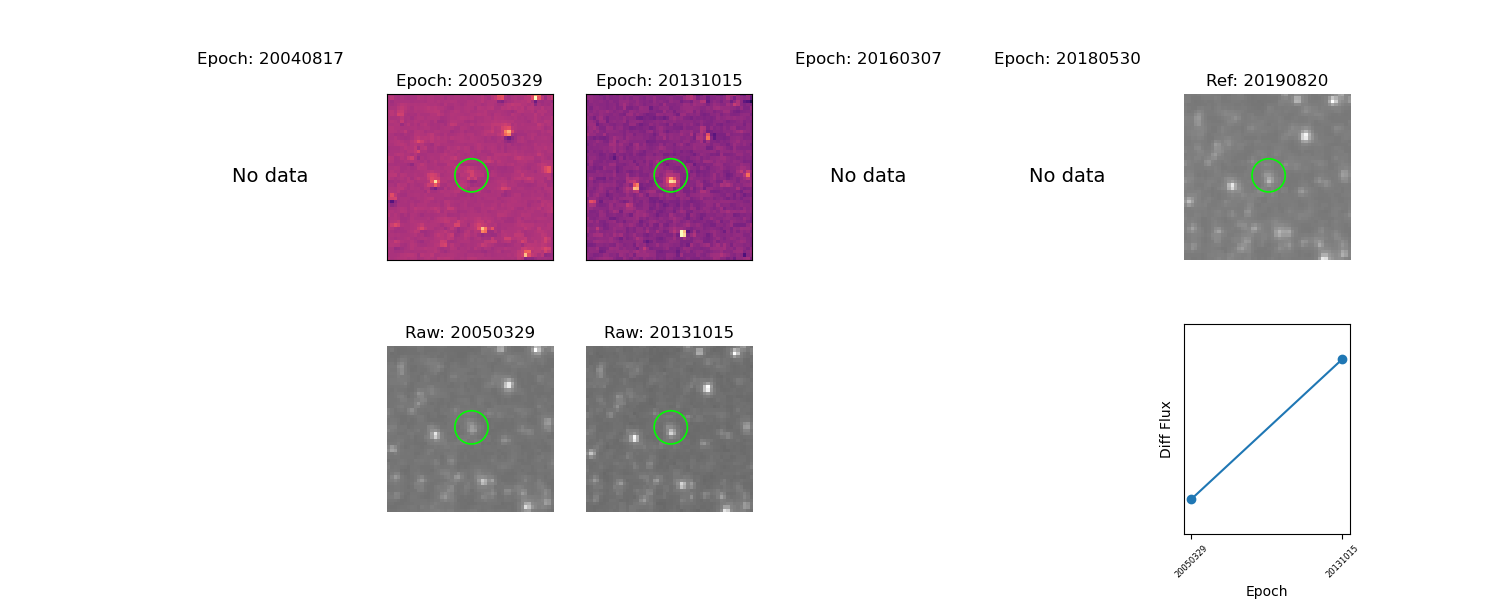 Epoch: 20040817
Epoch: 20050329
Epoch: 20131015
Epoch: 20160307
Epoch: 20180530
Ref: 20190820
No data
No data
No data
Raw: 20050329
Raw: 20131015
Diff Flux
20050329
20131015
Epoch